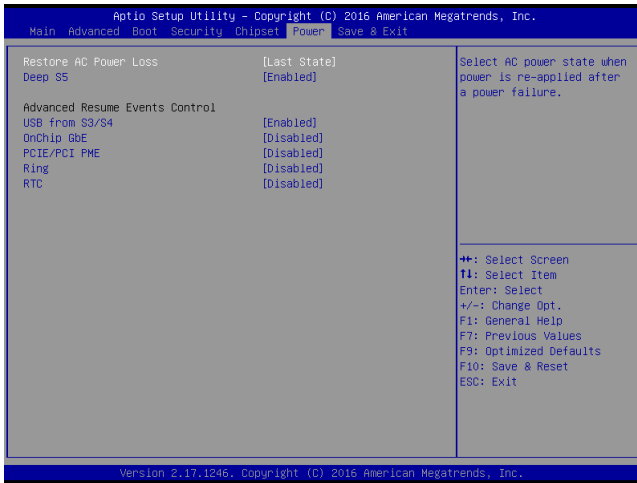 Aptio Setup Utility – Copyright (C) 2016 American Megatrends, Inc.
Main Advanced Boot Security Chipset Power Save & Exit
Restore AC Power Loss [Last State]
Deep S5 [Enabled]
Advanced Resume Events Control
USB from S3/S4 [Enabled]
OnChip GbE [Disabled]
PCIE/PCI PME [Disabled]
Ring [Disabled]
RTC [Disabled]
Select AC power state when
power is re-applied after
a power failure.
→←: Select Screen
↑↓: Select Item
Enter: Select
+/-: Change Opt.
F1: General Help
F7: Previous Values
F9: Optimized Defaults
F10: Save & Reset
ESC: Exit
Version 2.17.1246. Copyright (C) 2016 American Megatrends, Inc.